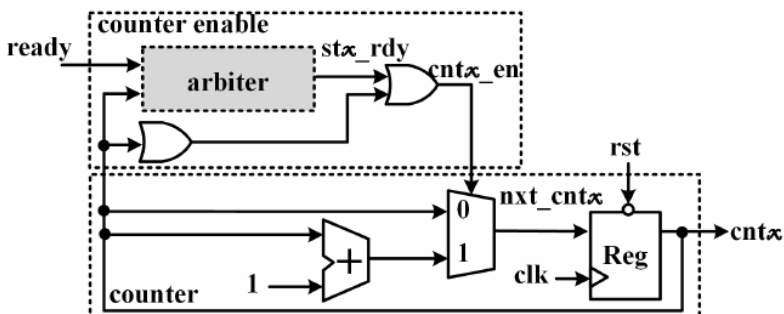 counter enable
ready
st𝓍_rdy
arbiter
cnt𝓍_en
rst
0
nxt_cnt𝓍
1
+
Reg
cnt𝓍
1
clk
counter